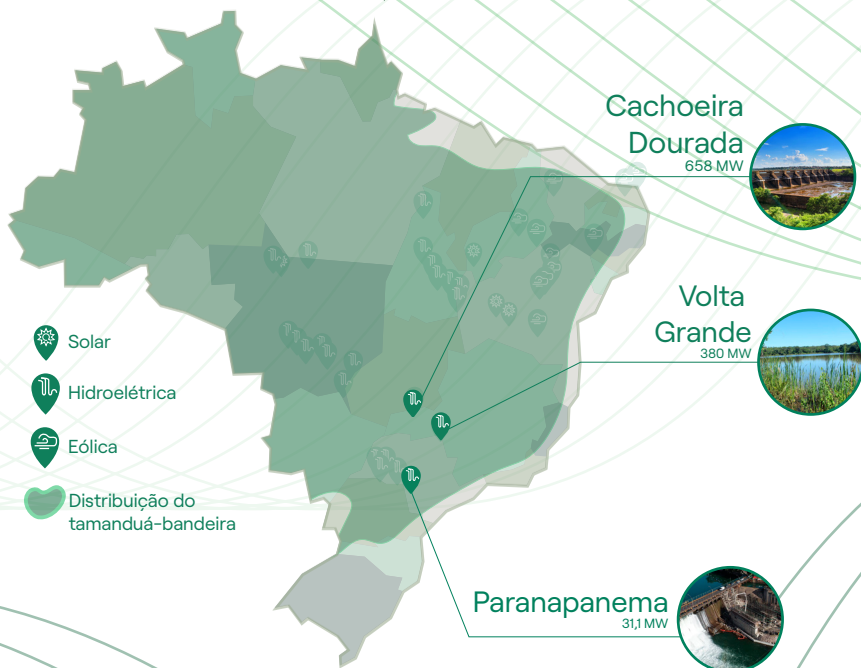 Cachoeira
Dourada
658 MW
Volta
Grande
380 MW
Solar
Hidroelétrica
Eólica
Distribuição do
tamanduá-bandeira
Paranapanema
31,1 MW